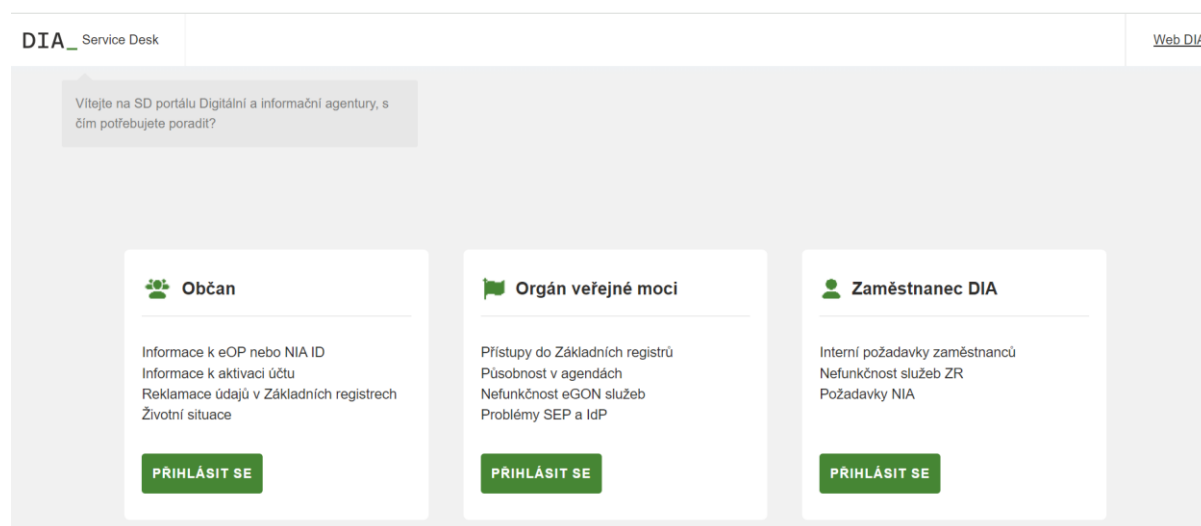 DIA_ Service Desk
Web DIA
Vítejte na SD portálu Digitální a informační agentury, s
čím potřebujete poradit?
Občan
Informace k eOP nebo NIA ID
Informace k aktivaci účtu
Reklamace údajů v Základních registrech
Životní situace
PŘIHLÁSIT SE
Orgán veřejné moci
Přístupy do Základních registrů
Působnost v agendách
Nefunkčnost eGON služeb
Problémy SEP a IdP
PŘIHLÁSIT SE
Zaměstnanec DIA
Interní požadavky zaměstnanců
Nefunkčnost služeb ZR
Požadavky NIA
PŘIHLÁSIT SE